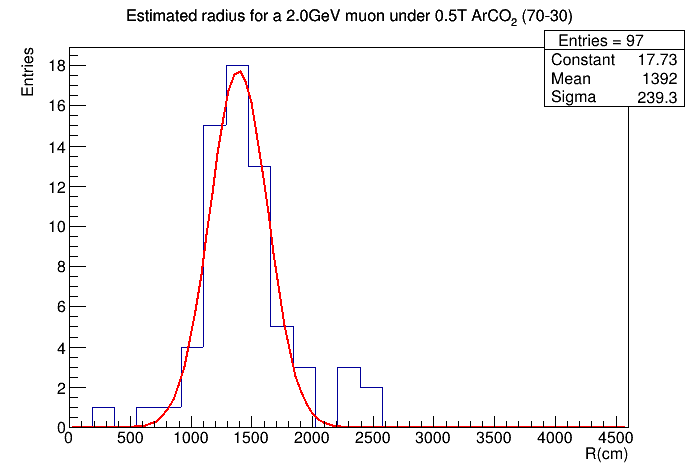 Estimated radius for a 2.0GeV muon under 0.5T ArCO₂ (70-30)
Entries = 97
Constant 17.73
Mean 1392
Sigma 239.3
Entries
18
16
14
12
10
8
6
4
2
0
0 500 1000 1500 2000 2500 3000 3500 4000 4500
R(cm)